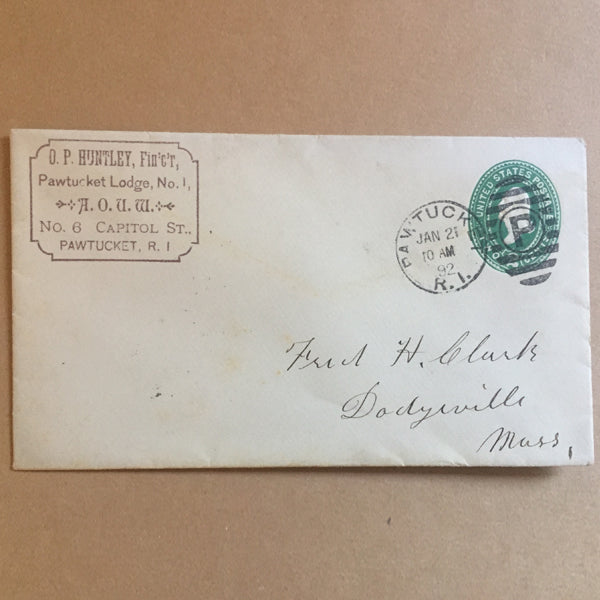 O. P. HUNTLEY, Fin'c'r,
Pawtucket Lodge, No. 1,
A. O. U. W.
No. 6 CAPITOL ST.,
PAWTUCKET, R. I
PAWTUCKET
JAN 21
10 AM
92
R. I.
UNITED STATES POSTAGE
P
Fred H. Clark
Dodgeville
Mass,